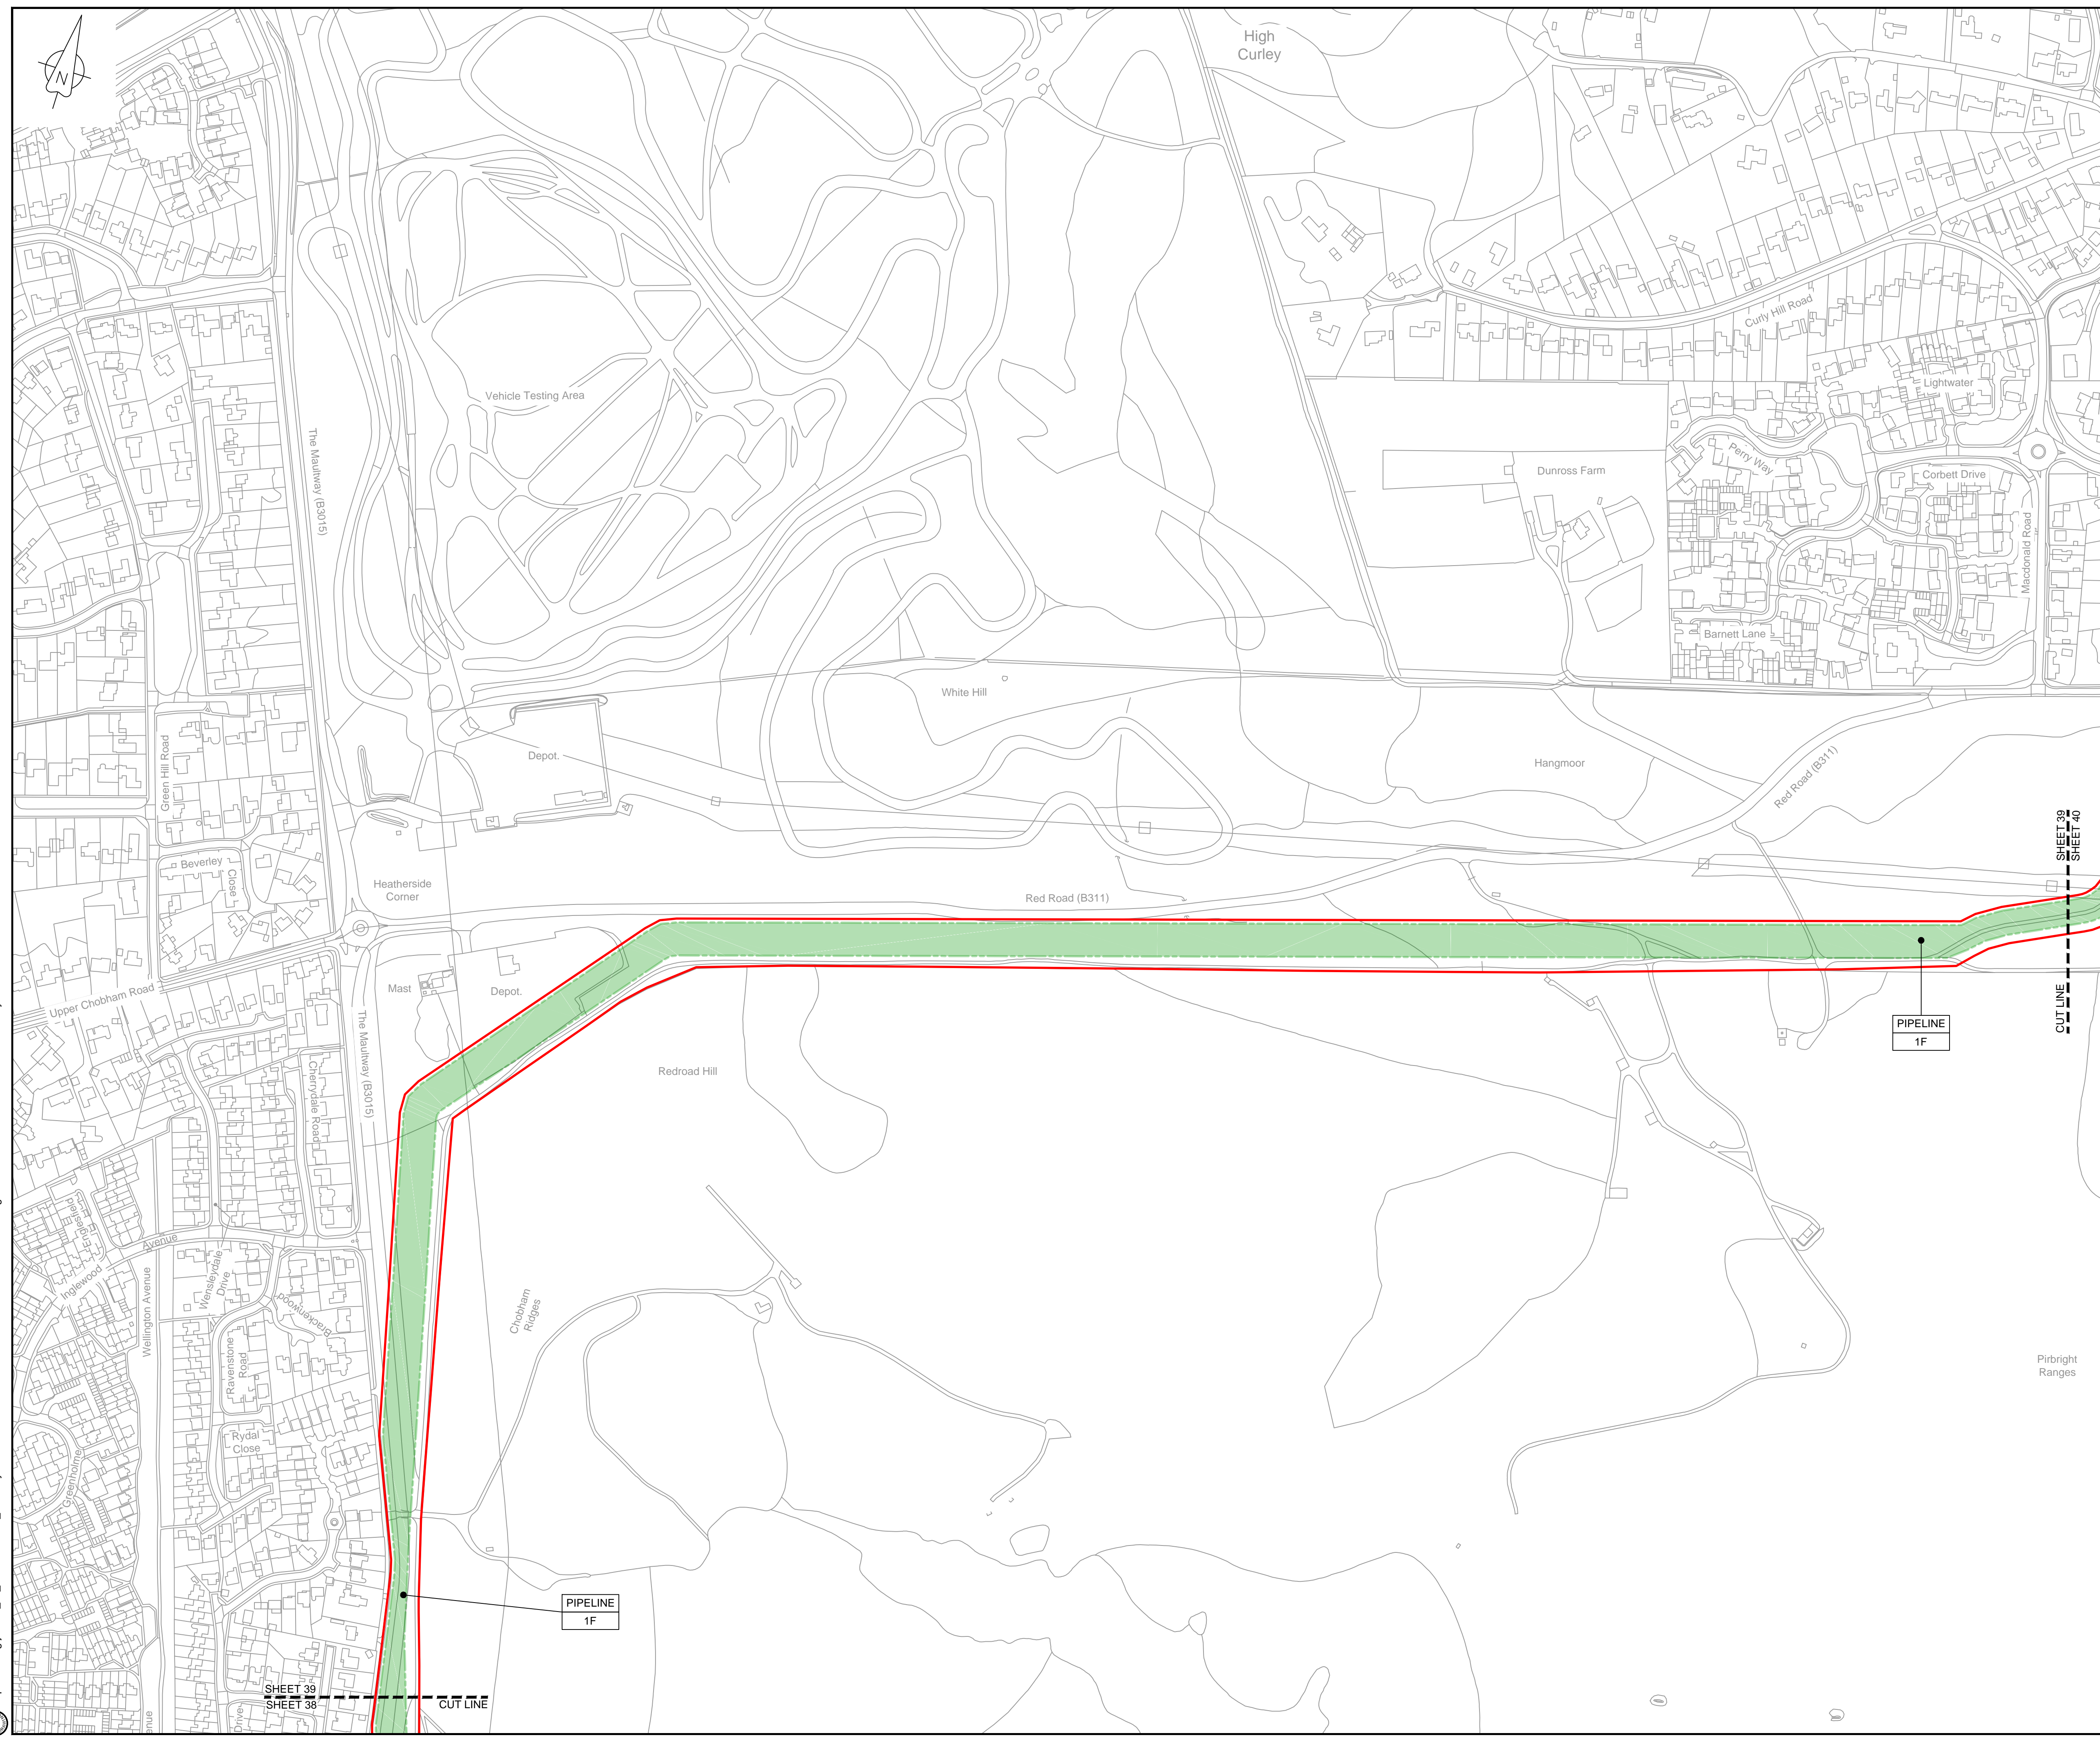 N
High
Curley
Curly Hill Road
Lightwater
Vehicle Testing Area
The Maultway (B3015)
Perry Way
Dunross Farm
Corbett Drive
Macdonald Road
Barnett Lane
White Hill
Depot.
Green Hill Road
Hangmoor
Red Road (B311)
SHEET 39
SHEET 40
Beverley
Close
Heatherside
Corner
Red Road (B311)
Mast
Depot.
Upper Chobham Road
CUT LINE
PIPELINE
1F
The Maultway (B3015)
Cherrydale Road
Redroad Hill
Inglewood
Avenue
Wellington Avenue
Wensleydale
Drive
Brackenwood
Chobham
Ridges
Ravenstone
Road
Pirbright
Ranges
Rydal
Close
Greenholme
PIPELINE
1F
SHEET 39
SHEET 38
CUT LINE
Drive